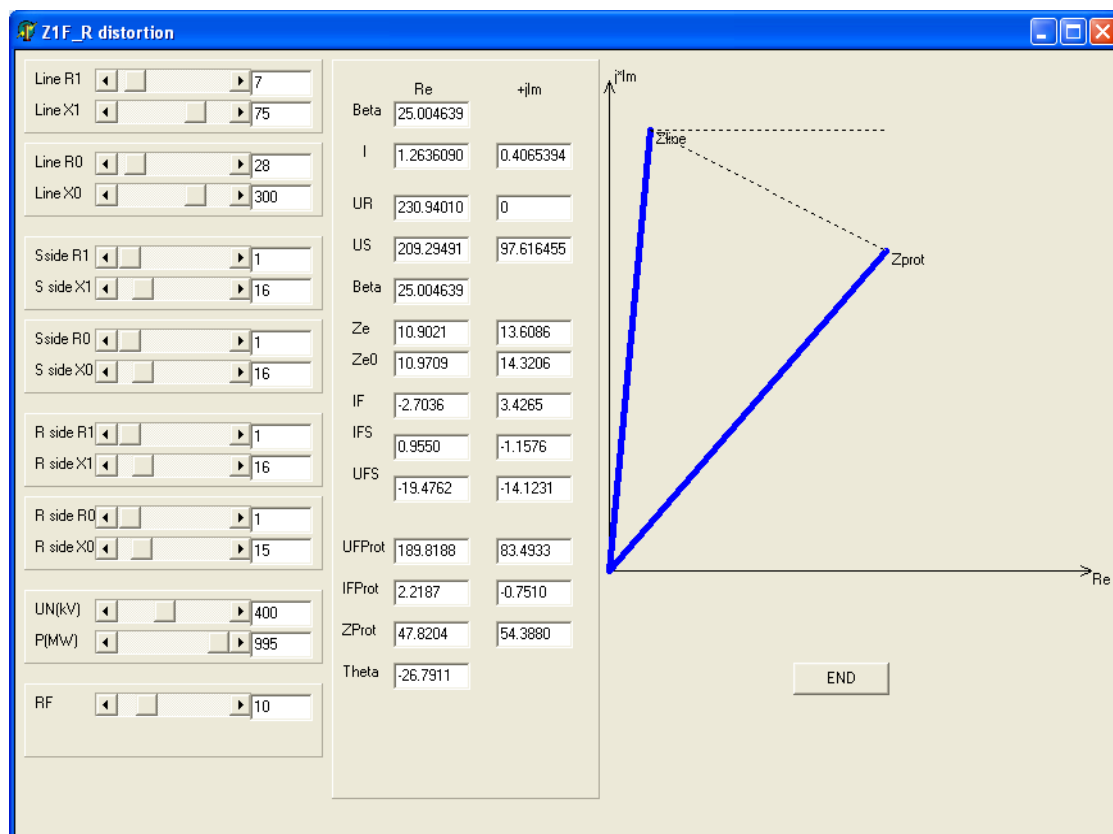 Z1F_R distortion
Line R1 7
Line X1 75
Line R0 28
Line X0 300
Sside R1 1
S side X1 16
Sside R0 1
S side X0 16
R side R1 1
R side X1 16
R side R0 1
R side X0 15
UN(kV) 400
P(MW) 995
RF 10
Re +jIm
Beta 25.004639
I 1.2636090 0.4065394
UR 230.94010 0
US 209.29491 97.616455
Beta 25.004639
Ze 10.9021 13.6086
Ze0 10.9709 14.3206
IF -2.7036 3.4265
IFS 0.9550 -1.1576
UFS -19.4762 -14.1231
UFProt 189.8188 83.4933
IFProt 2.2187 -0.7510
ZProt 47.8204 54.3880
Theta -26.7911
j*Im
Zline
Zprot
Re
END